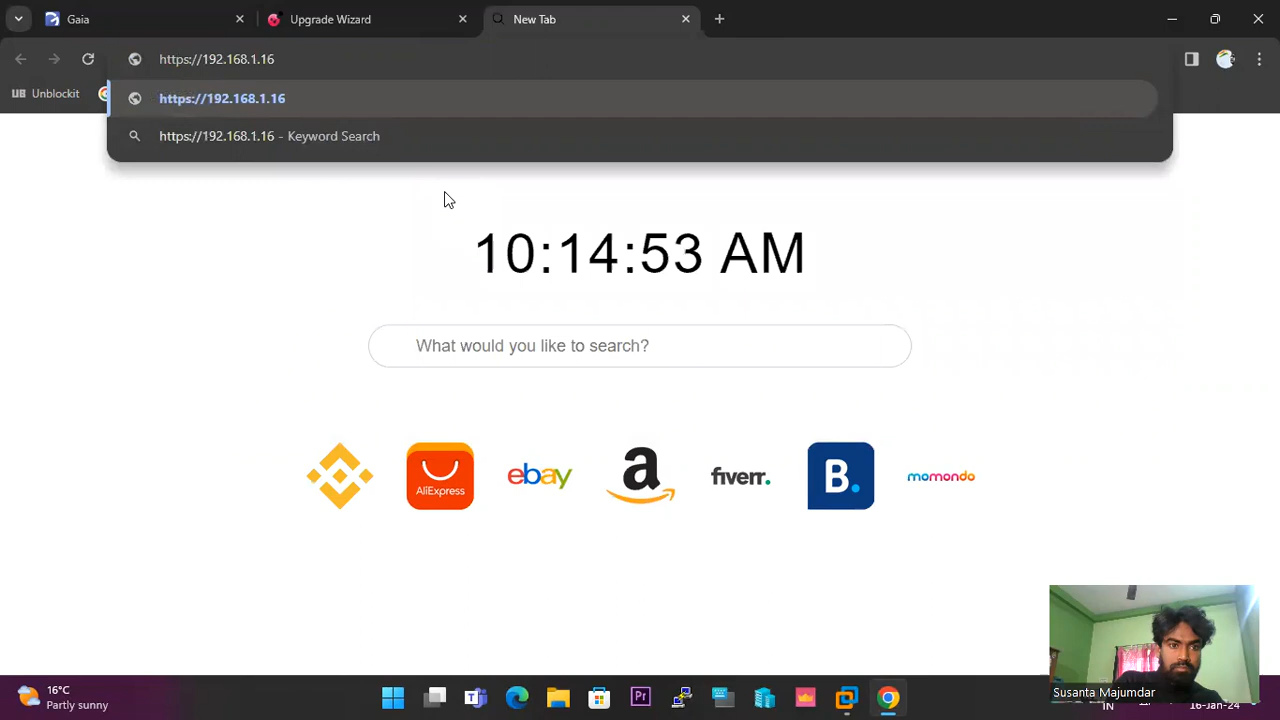 Gaia
Upgrade Wizard
New Tab
https://192.168.1.16
Unblockit
https://192.168.1.16
https://192.168.1.16 - Keyword Search
10:14:53 AM
What would you like to search?
AliExpress
ebay
a
fiverr.
B.
momondo
Susanta Majumdar
16°C
Partly sunny
Pr
IN
16-Jan-24